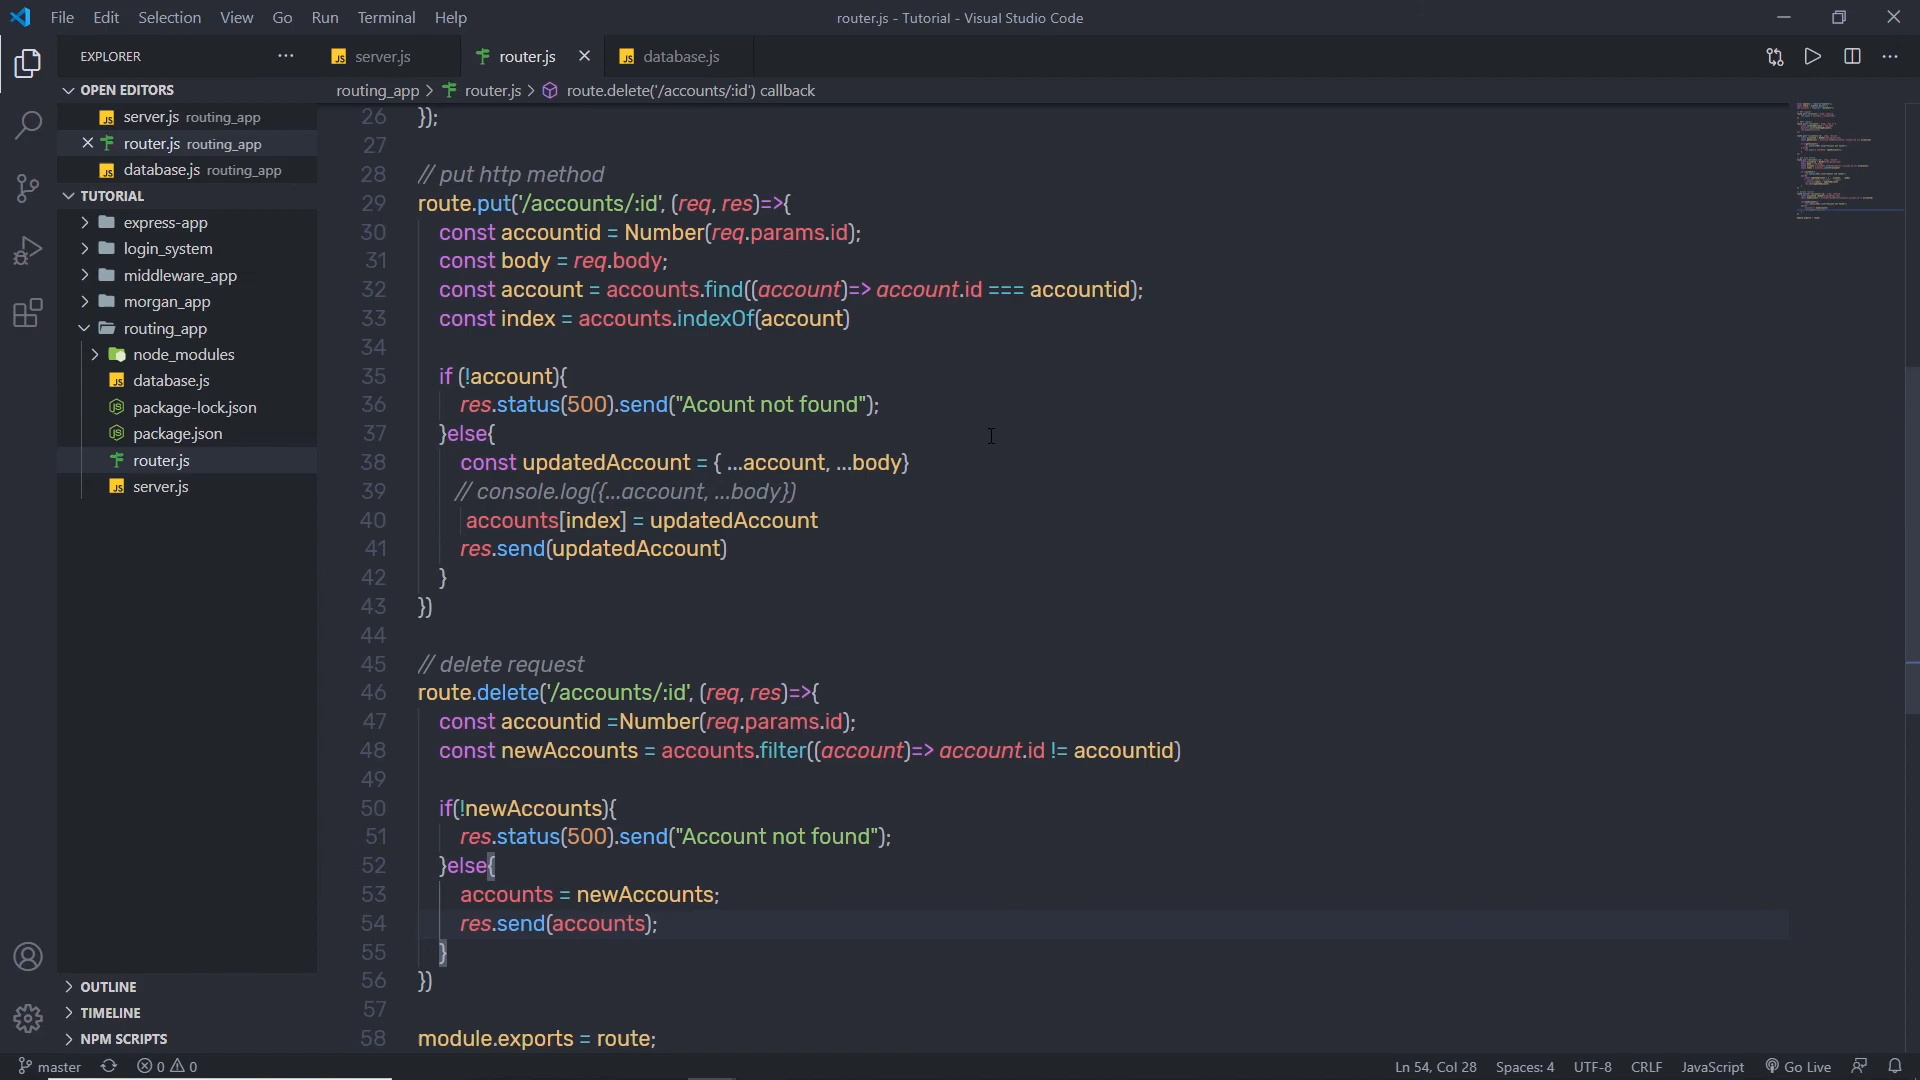 File Edit Selection View Go Run Terminal Help
router.js - Tutorial - Visual Studio Code
EXPLORER
server.js
router.js
database.js
OPEN EDITORS
server.js routing_app
router.js routing_app
database.js routing_app
TUTORIAL
express-app
login_system
middleware_app
morgan_app
routing_app
node_modules
database.js
package-lock.json
package.json
router.js
server.js
OUTLINE
TIMELINE
NPM SCRIPTS
routing_app > router.js > route.delete('/accounts/:id') callback
26 });
27
28 // put http method
29 route.put('/accounts/:id', (req, res)=>{
30 const accountid = Number(req.params.id);
31 const body = req.body;
32 const account = accounts.find((account)=> account.id === accountid);
33 const index = accounts.indexOf(account)
34
35 if (!account){
36 res.status(500).send("Acount not found");
37 }else{
38 const updatedAccount = { ...account, ...body}
39 // console.log({...account, ...body})
40 accounts[index] = updatedAccount
41 res.send(updatedAccount)
42 }
43 })
44
45 // delete request
46 route.delete('/accounts/:id', (req, res)=>{
47 const accountid =Number(req.params.id);
48 const newAccounts = accounts.filter((account)=> account.id != accountid)
49
50 if(!newAccounts){
51 res.status(500).send("Account not found");
52 }else{
53 accounts = newAccounts;
54 res.send(accounts);
55 }
56 })
57
58 module.exports = route;
master 0 0
Ln 54, Col 28 Spaces: 4 UTF-8 CRLF JavaScript Go Live